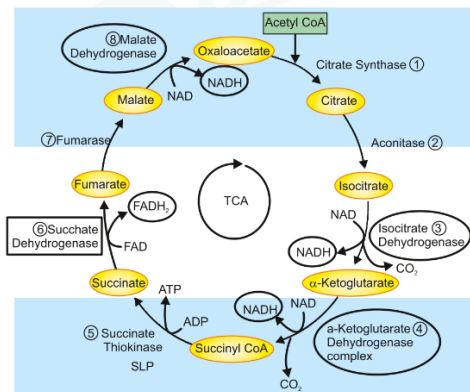 Acetyl CoA
⑧Malate
Dehydrogenase
Oxaloacetate
Citrate Synthase ①
NADH
NAD
Malate
Citrate
⑦Fumarase
Aconitase ②
Fumarate
Isocitrate
TCA
FADH₂
NAD
Isocitrate ③
Dehydrogenase
⑥Succhate
Dehydrogenase
FAD
NADH
CO₂
Succinate
α-Ketoglutarate
ATP
NADH
NAD
ADP
a-Ketoglutarate ④
Dehydrogenase
complex
⑤ Succinate
Thiokinase
Succinyl CoA
SLP
CO₂